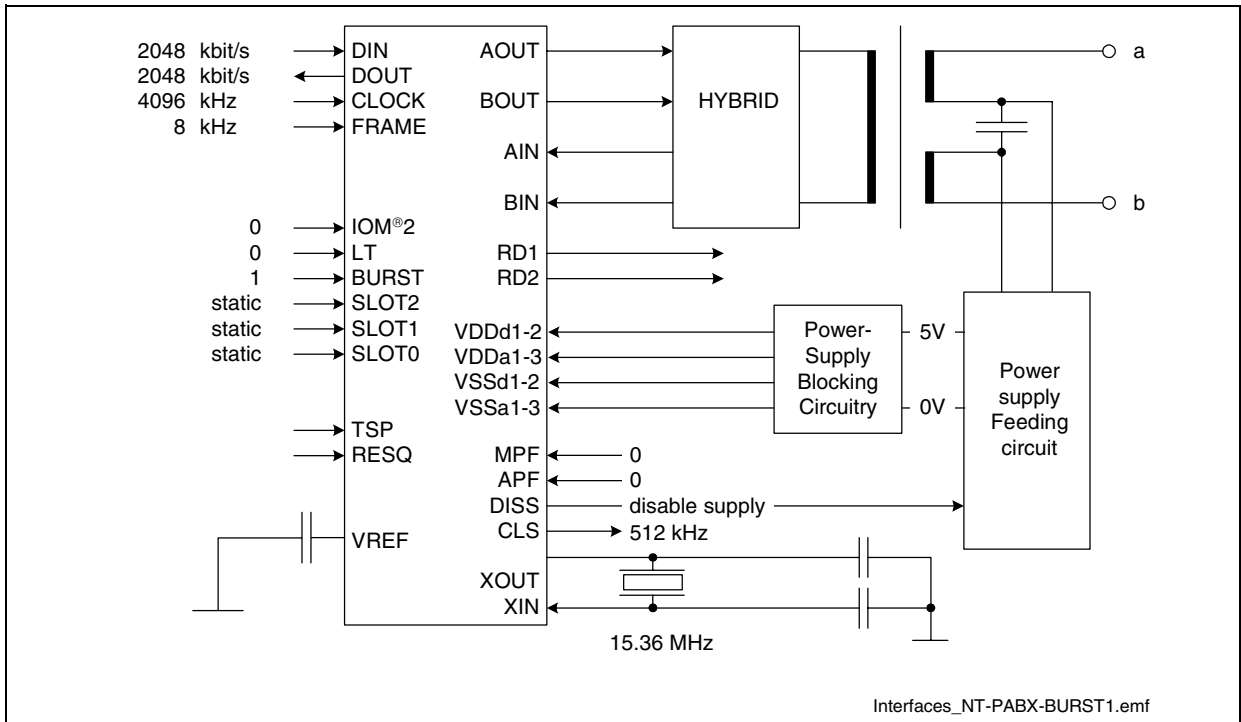 2048 kbit/s DIN AOUT a
2048 kbit/s DOUT
4096 kHz CLOCK BOUT HYBRID
8 kHz FRAME
AIN
BIN b
0 IOM®2
0 LT RD1
1 BURST RD2
static SLOT2
static SLOT1 VDDd1-2 Power- 5V
static SLOT0 VDDa1-3 Supply
VSSd1-2 Blocking Power
VSSa1-3 Circuitry 0V supply
TSP Feeding
RESQ MPF 0 circuit
APF 0
DISS disable supply
CLS 512 kHz
VREF
XOUT
XIN
15.36 MHz
Interfaces_NT-PABX-BURST1.emf